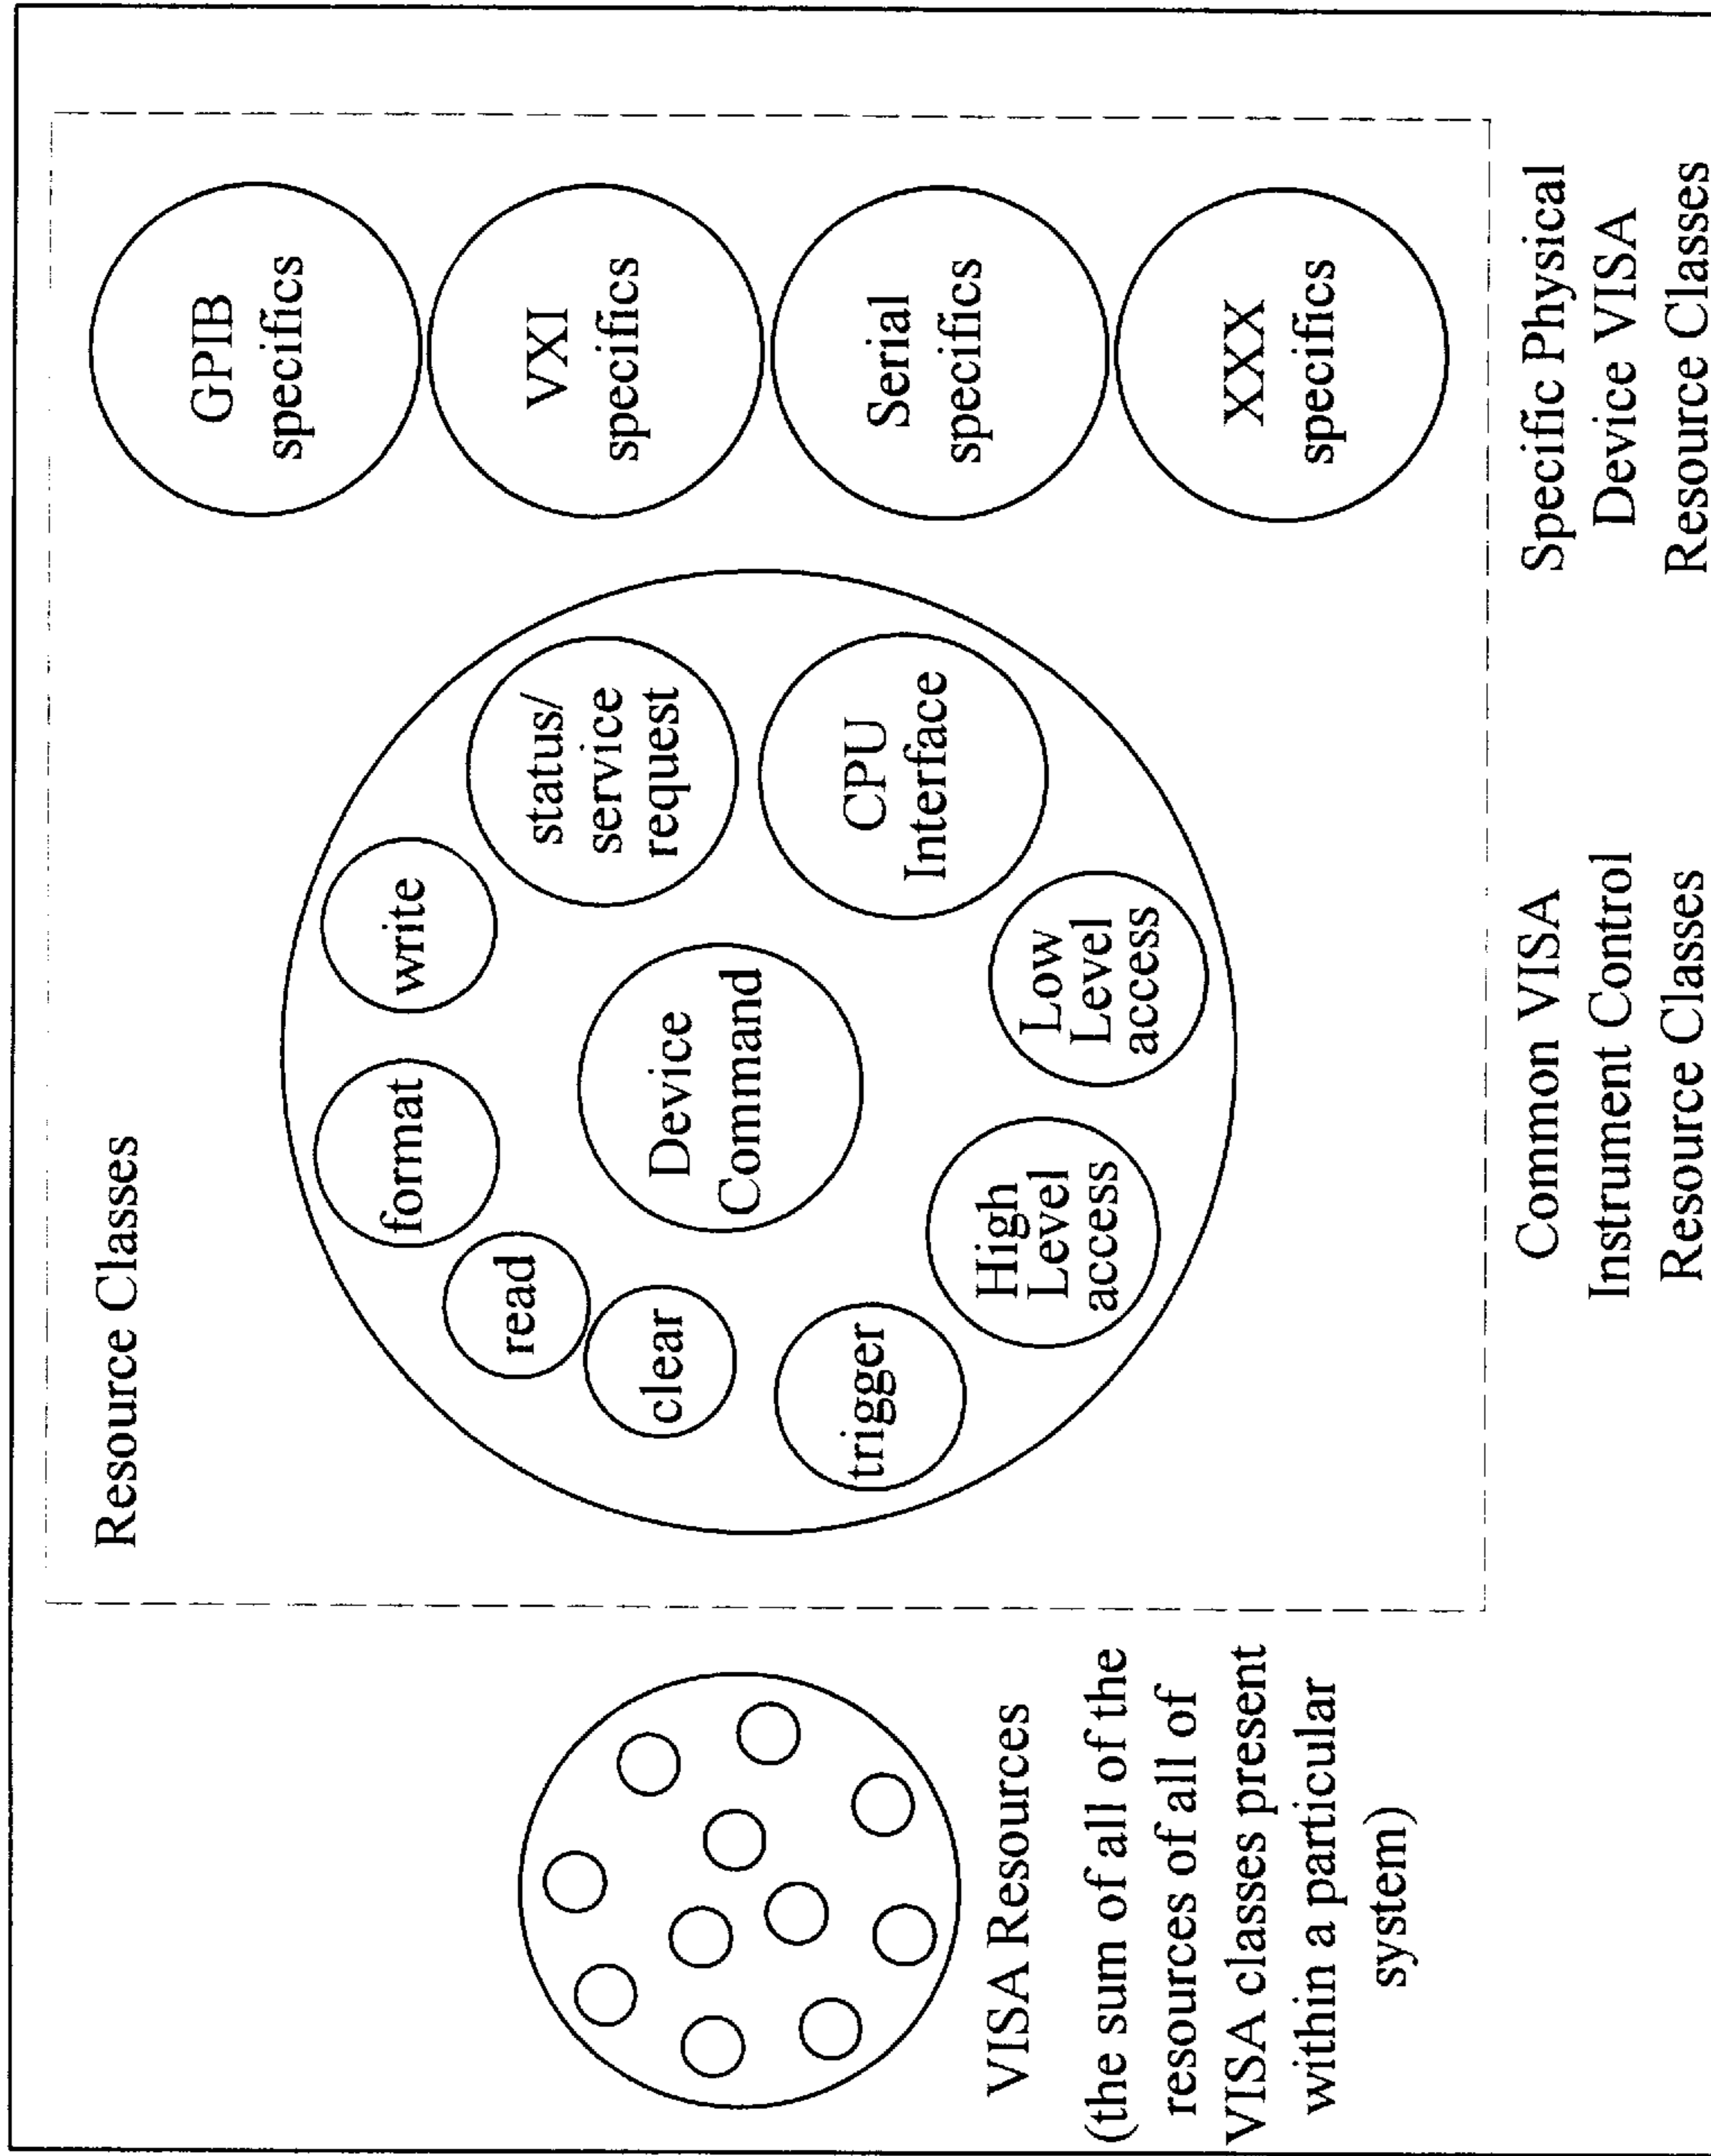 VISA Resources
(the sum of all of the
resources of all of
VISA classes present
within a particular
system)
Resource Classes
read
format
write
clear
Device
Command
status/
service
request
trigger
High
Level
access
Low
Level
access
CPU
Interface
GPIB
specifics
VXI
specifics
Serial
specifics
XXX
specifics
Common VISA
Instrument Control
Resource Classes
Specific Physical
Device VISA
Resource Classes